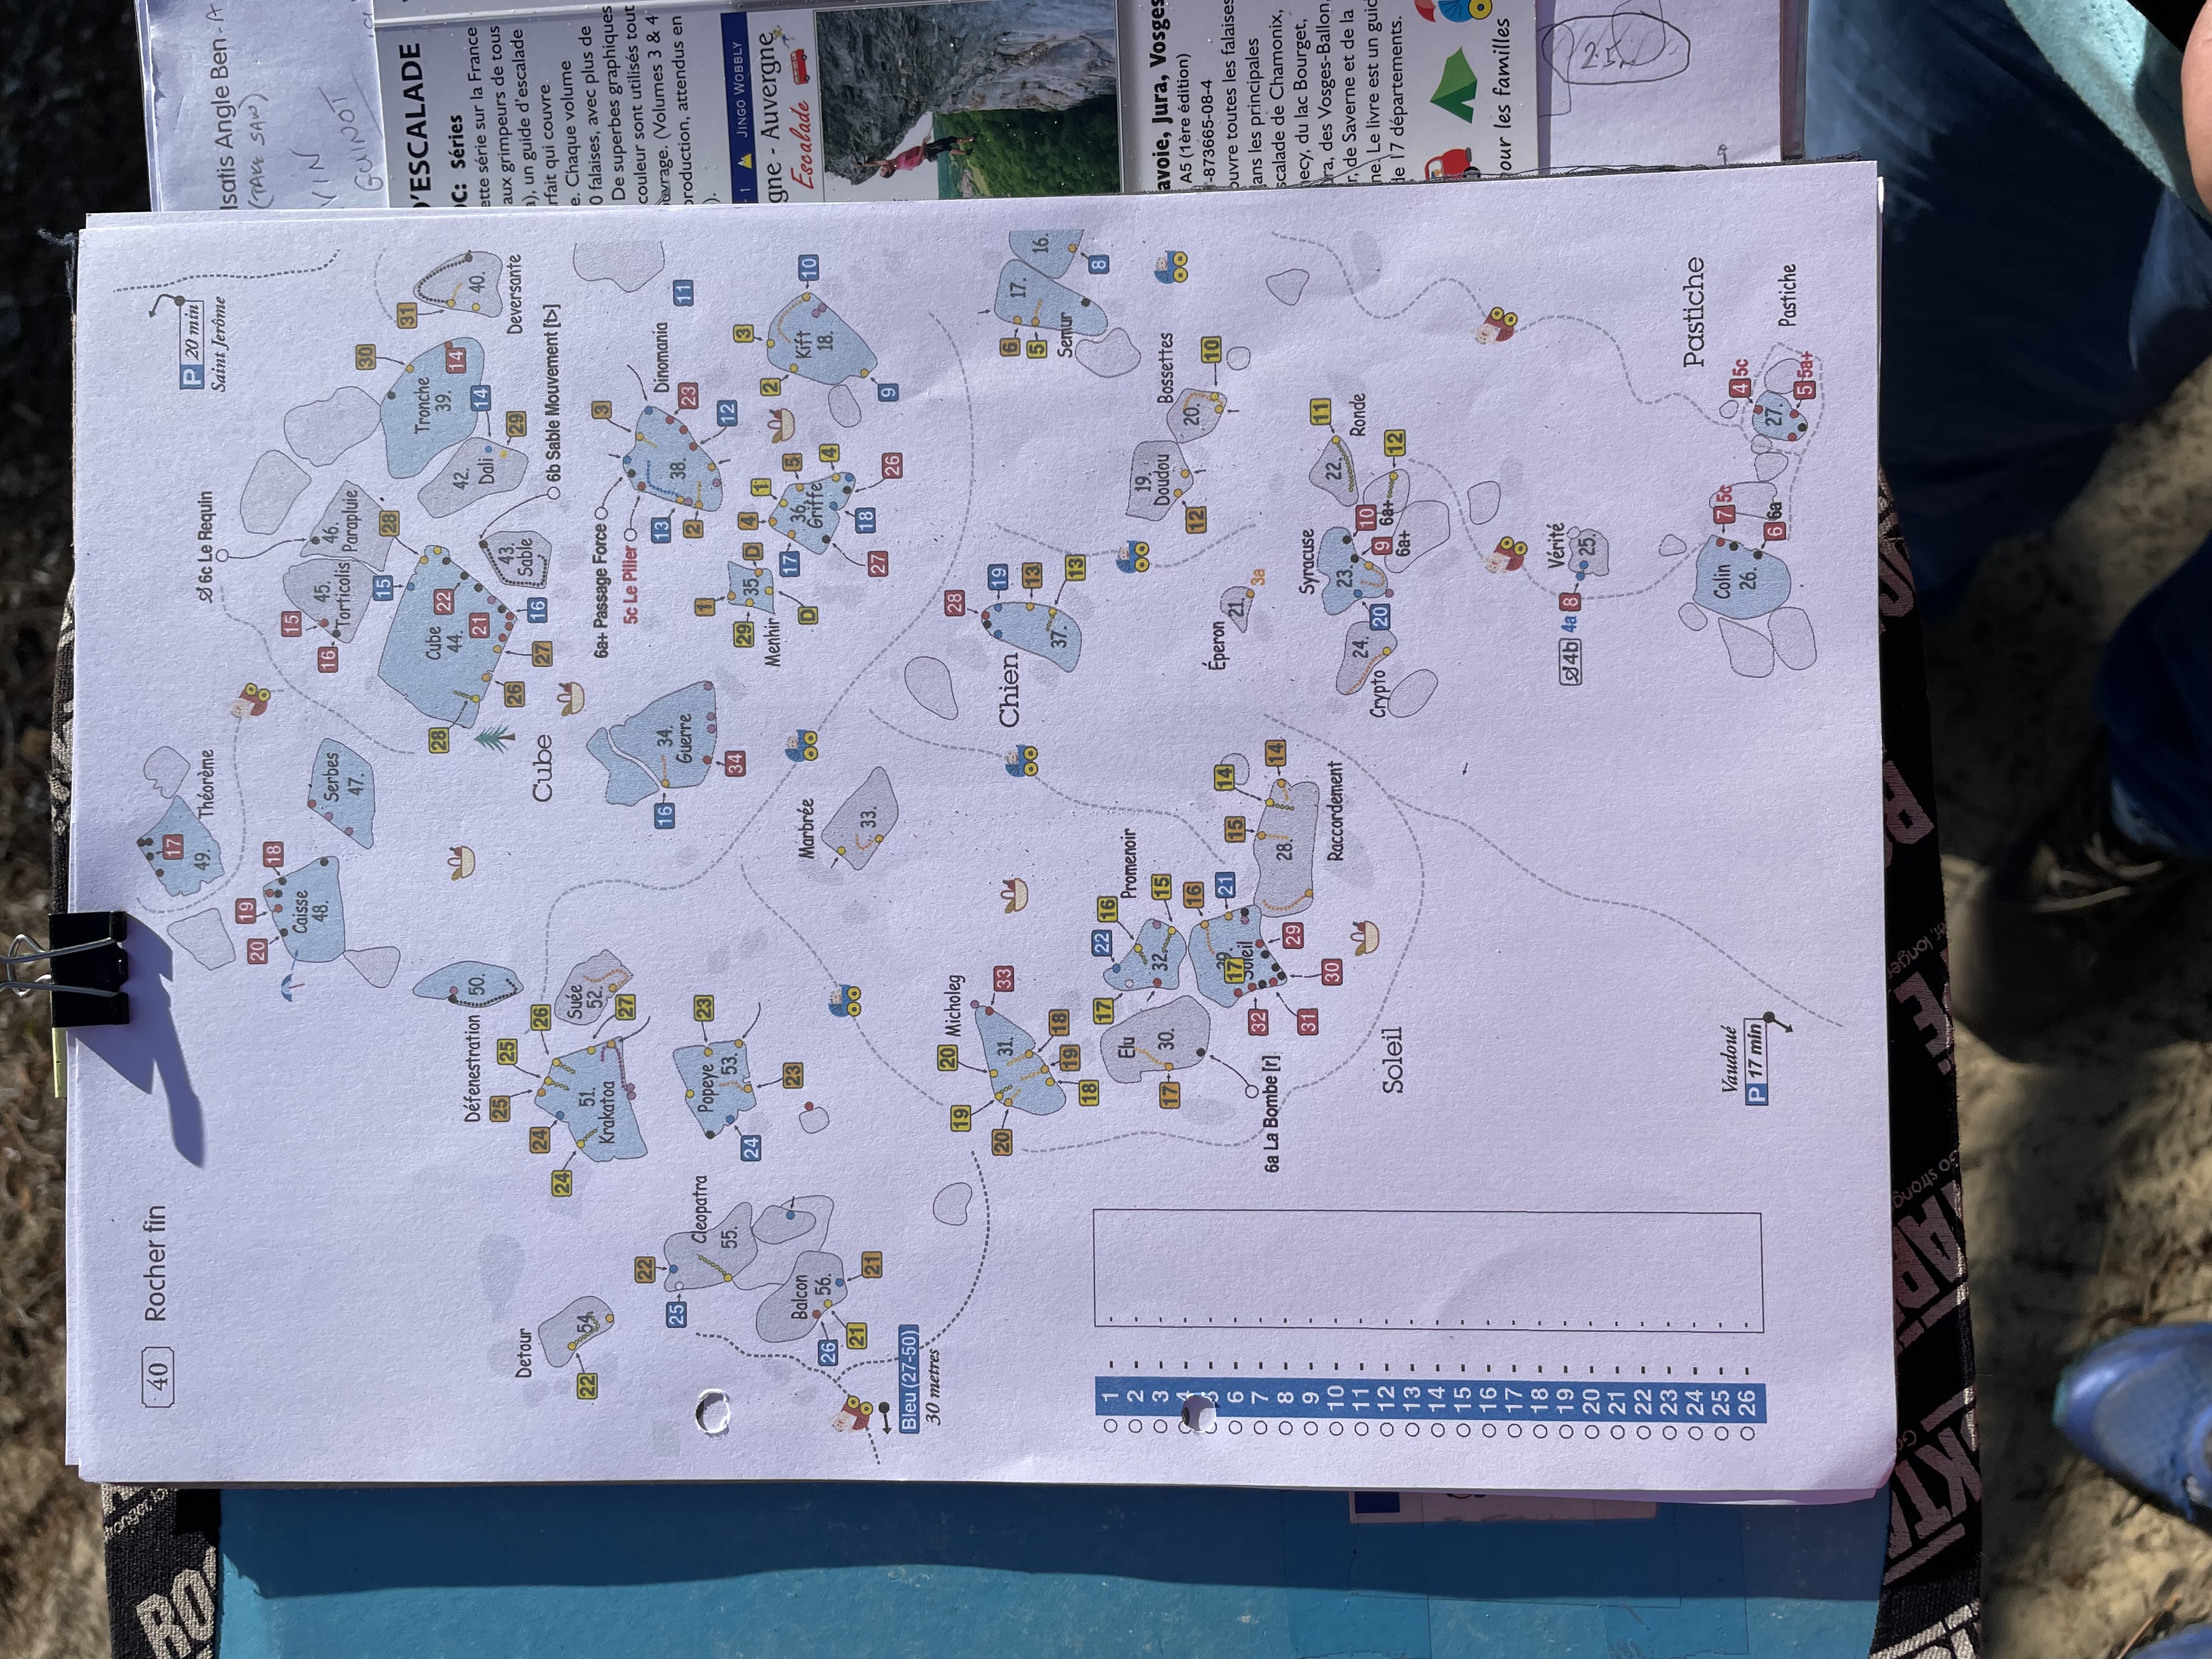 40 Rocher fin
17
49.
Théorème
6c Le Requin
P 20 min
Saint Jerôme
20 19 18
Caisse
48.
Serbes
47.
15
16
45.
Torticolis
46.
Parapluie
15
28
30
31
Tronche
39.
14
14
28
Cube
44.
22
21
42.
Dali
40.
Deversante
26
27
16
43.
Sable
29
Cube
6b Sable Mouvement [t>]
Défenestration
50.
25
25
24
26
24
51.
Krakatoa
Suée
52.
27
Detour
22
54.
22
25
Cleopatra
55.
Popeye
53.
23
24
23
Balcon
56.
26
21
21
Bleu (27-50)
30 metres
16
34.
Guerre
34
6a+ Passage Force
5c Le Pilier
3
13
38.
Dinomania
2
23
12
11
1
29
35
D
Menhir
D
4
1
17
36.
Griffe
5
4
27
18
26
2
3
Kift
18.
10
9
Marbrée
33.
19
20
Micholeg
20
31.
33
18
19
18
Chien
28
19
13
37.
13
6
17.
5
16.
Semur
8
17
22
16
Promenoir
Elu
30.
32.
15
17
16
29.
17
Soleil
21
32
6a La Bombe [r]
31
29
30
15
14
28.
14
Raccordement
Soleil
19.
Doudou
12
Bossettes
20.
10
Éperon
21.
3a
Syracuse
23.
22.
11
Ronde
24.
Crypto
20
10
9
6a+
12
6a+
Vérité
4b 4a 8
25.
Pastiche
Colin
26.
7 5c
6 6a
4 5c
27.
5 5a+
Pastiche
Vaudoué
P 17 min
1 - -
2 - -
3 - -
4 - -
5 - -
6 - -
7 - -
8 - -
9 - -
10 - -
11 - -
12 - -
13 - -
14 - -
15 - -
16 - -
17 - -
18 - -
19 - -
20 - -
21 - -
22 - -
23 - -
24 - -
25 - -
26 - -
Isatis Angle Ben - A
(TAKE SAW)
VIN
GUINOT
D'ESCALADE
OC: Séries
ette série sur la France
aux grimpeurs de tous
a), un guide d'escalade
rfait qui couvre
e. Chaque volume
0 falaises, avec plus de
De superbes graphiques
couleur sont utilisés tout
uvrage. (Volumes 3 & 4
production, attendus en
).
- 1 JINGO WOBBLY
gne - Auvergne
Escalade
avoie, Jura, Vosges
A5 (1ère édition)
-873665-08-4
ouvre toutes les falaises
ans les principales
scalade de Chamonix,
ecy, du lac Bourget,
ra, des Vosges-Ballon,
r, de Saverne et de la
ne. Le livre est un guid
de 17 départements.
our les familles